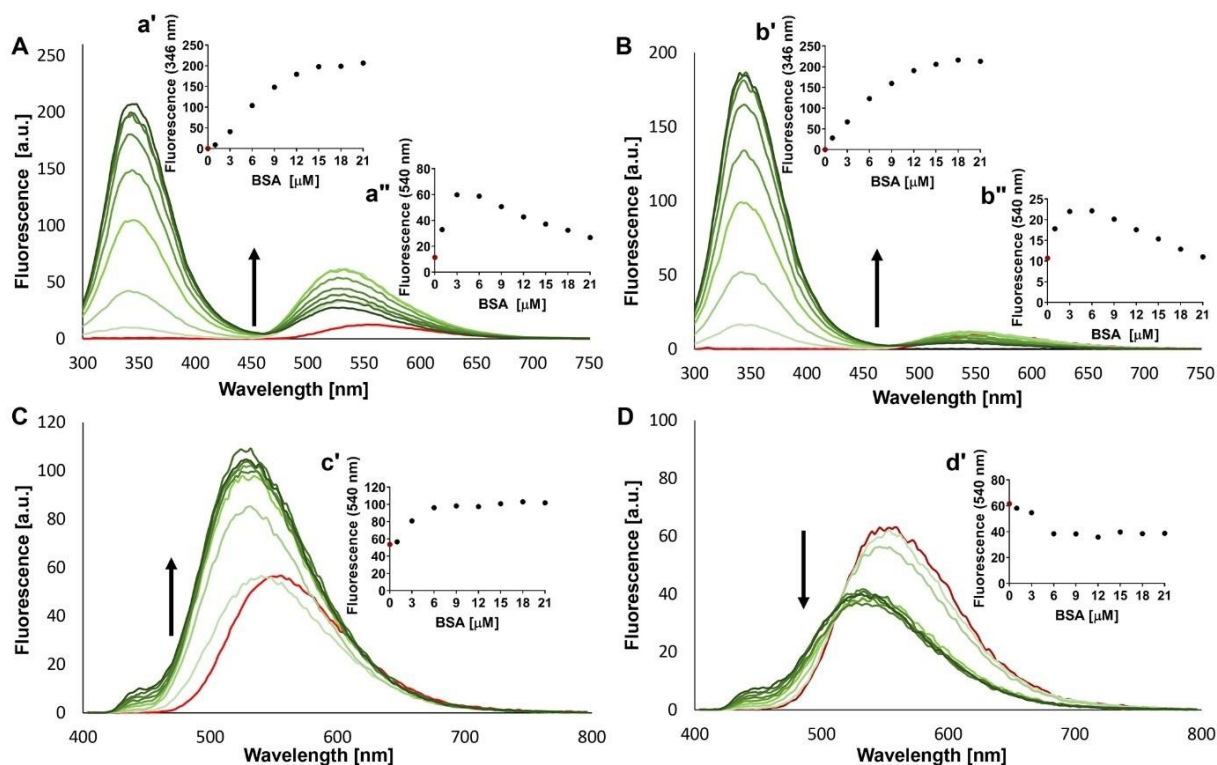 A
a'
Fluorescence [a.u.]
250
200
150
100
50
0
300 350 400 450 500 550 600 650 700 750
Wavelength [nm]
Fluorescence (346 nm)
250
200
150
100
50
0
0 3 6 9 12 15 18 21
BSA [μM]
a"
Fluorescence (540 nm)
80
60
40
20
0
0 3 6 9 12 15 18 21
BSA [μM]
B
b'
Fluorescence [a.u.]
200
150
100
50
0
300 350 400 450 500 550 600 650 700 750
Wavelength [nm]
Fluorescence (346 nm)
250
200
150
100
50
0
0 3 6 9 12 15 18 21
BSA [μM]
b"
Fluorescence (540 nm)
25
20
15
10
5
0
0 3 6 9 12 15 18 21
BSA [μM]
C
Fluorescence [a.u.]
120
100
80
60
40
20
0
400 500 600 700 800
Wavelength [nm]
c'
Fluorescence (540 nm)
120
100
80
60
40
20
0
0 3 6 9 12 15 18 21
BSA [μM]
D
Fluorescence [a.u.]
100
80
60
40
20
0
400 500 600 700 800
Wavelength [nm]
d'
Fluorescence (540 nm)
80
60
40
20
0
0 3 6 9 12 15 18 21
BSA [μM]